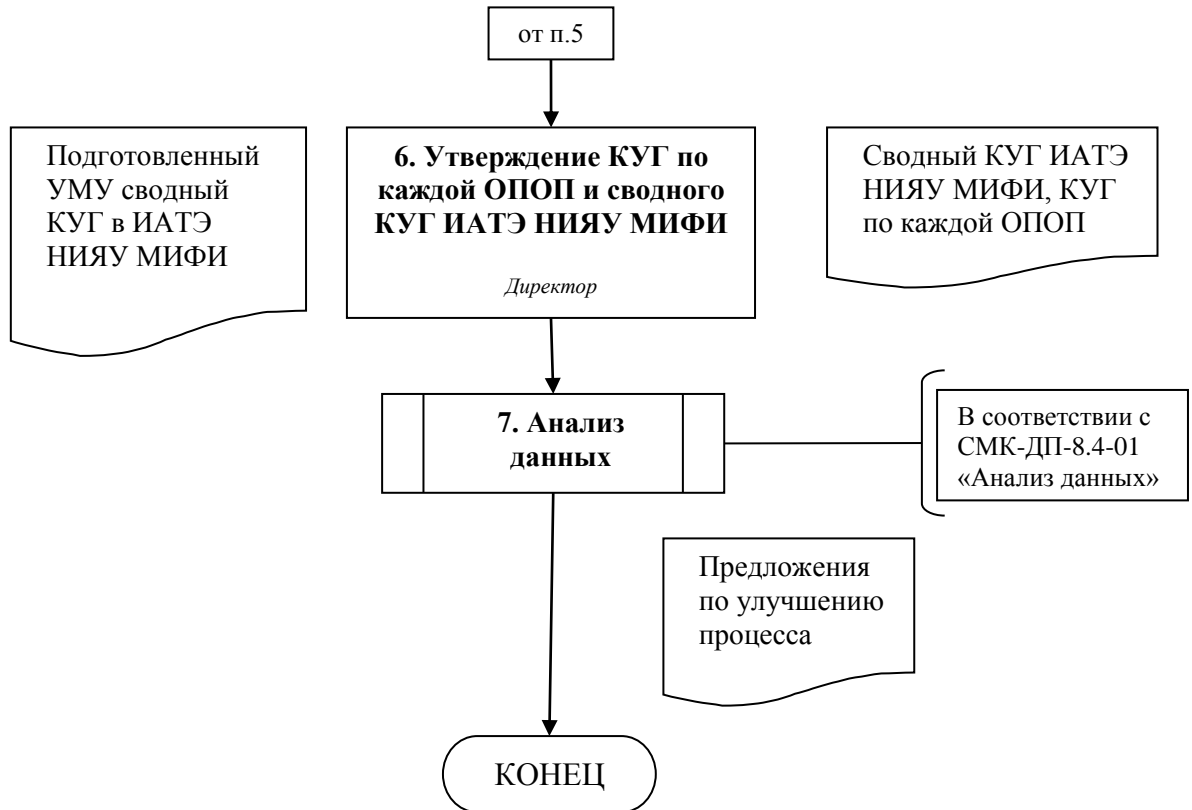 от п.5
Подготовленный
УМУ сводный
КУГ в ИАТЭ
НИЯУ МИФИ
6. Утверждение КУГ по
каждой ОПОП и сводного
КУГ ИАТЭ НИЯУ МИФИ
Директор
Сводный КУГ ИАТЭ
НИЯУ МИФИ, КУГ
по каждой ОПОП
7. Анализ
данных
В соответствии с
СМК-ДП-8.4-01
«Анализ данных»
Предложения
по улучшению
процесса
КОНЕЦ